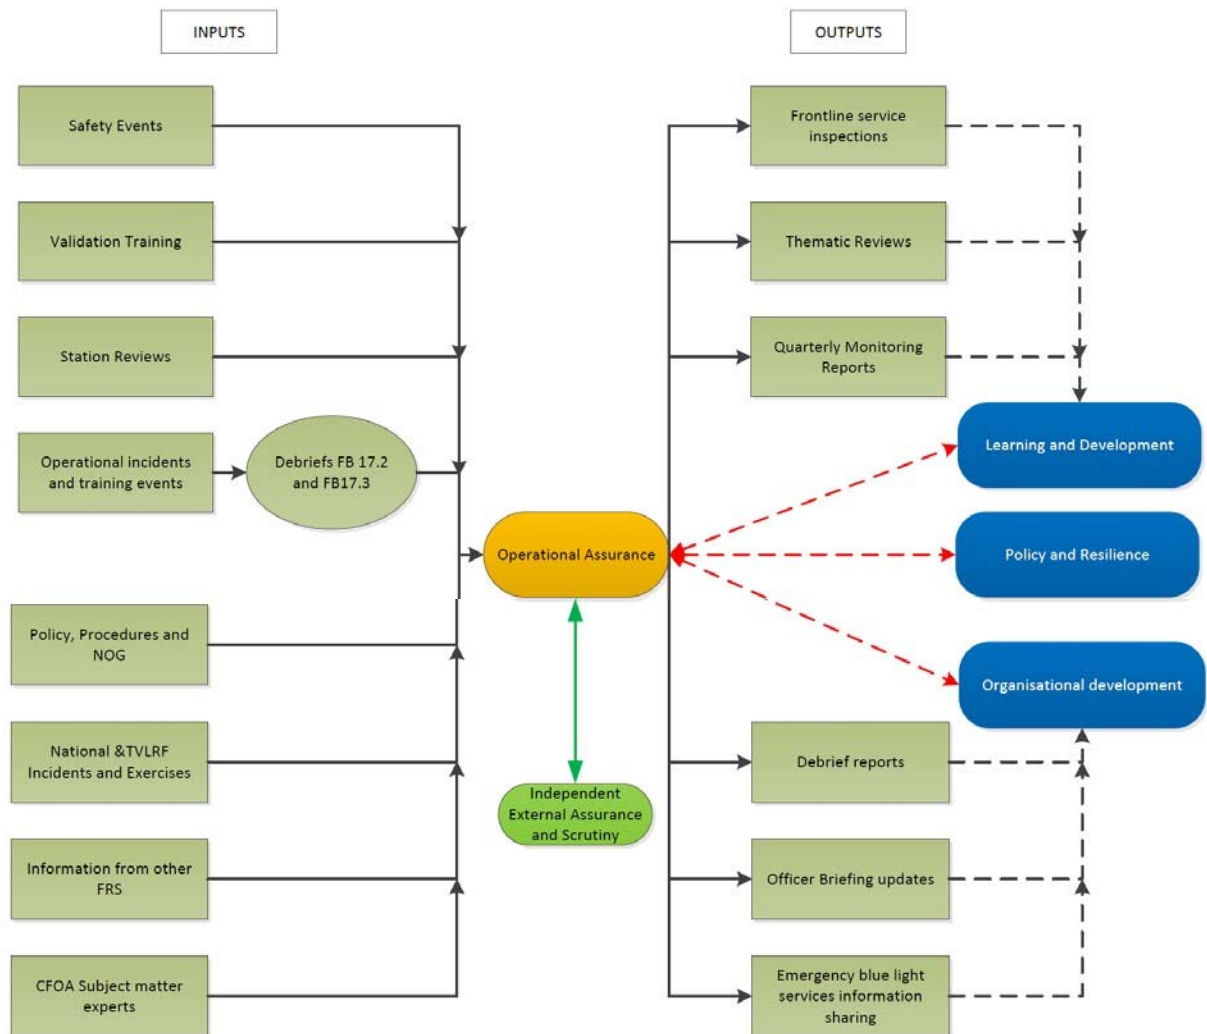 INPUTS
OUTPUTS
Safety Events
Validation Training
Station Reviews
Operational incidents
and training events
Debriefs FB 17.2
and FB17.3
Policy, Procedures and
NOG
National &TVLRF
Incidents and Exercises
Information from other
FRS
CFOA Subject matter
experts
Operational Assurance
Independent
External Assurance
and Scrutiny
Frontline service
inspections
Thematic Reviews
Quarterly Monitoring
Reports
Learning and Development
Policy and Resilience
Organisational development
Debrief reports
Officer Briefing updates
Emergency blue light
services information
sharing